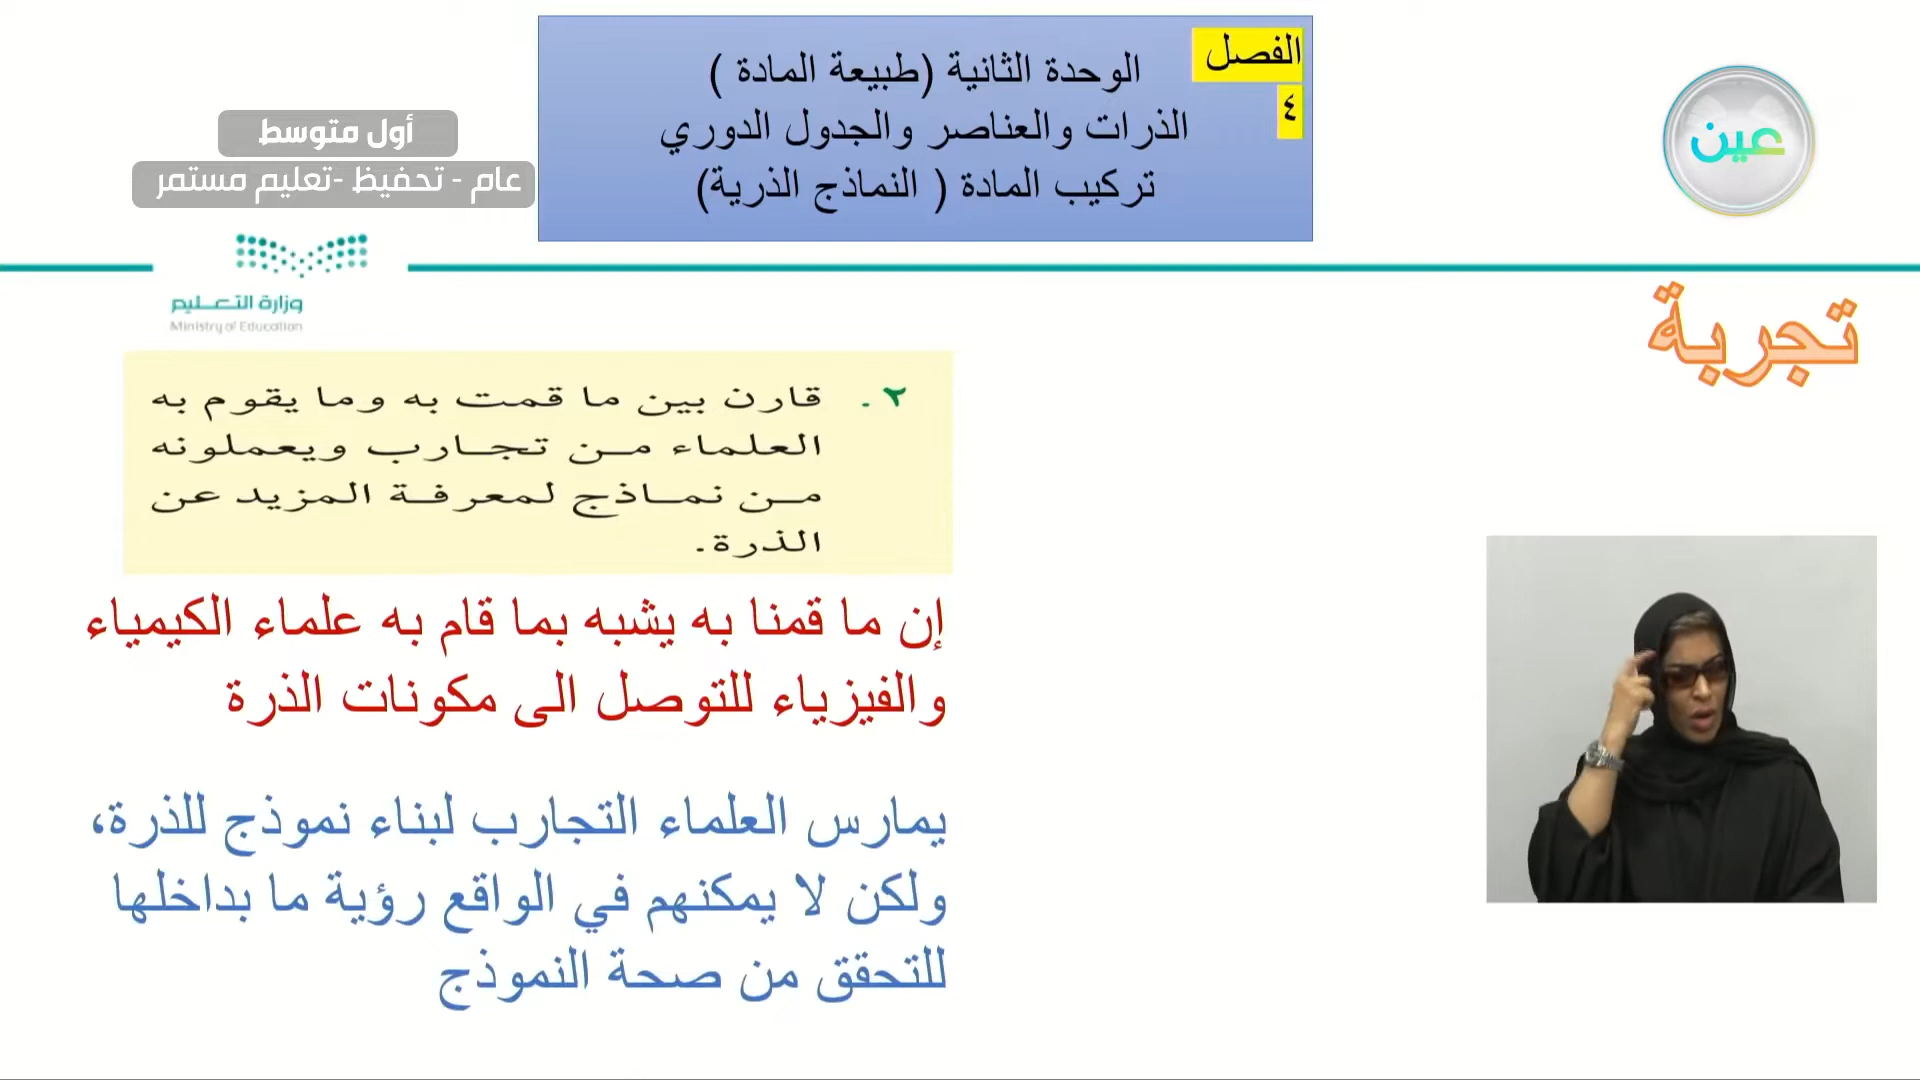 الفصل
٤
الوحدة الثانية (طبيعة المادة )
الذرات والعناصر والجدول الدوري
تركيب المادة ( النماذج الذرية)
أول متوسط
عام - تحفيظ -تعليم مستمر
عين
وزارة التعليم
Ministry of Education
تجربة
٢. قارن بين ما قمت به وما يقوم به
العلماء من تجارب ويعملونه
من نماذج لمعرفة المزيد عن
الذرة.
إن ما قمنا به يشبه بما قام به علماء الكيمياء
والفيزياء للتوصل الى مكونات الذرة
يمارس العلماء التجارب لبناء نموذج للذرة،
ولكن لا يمكنهم في الواقع رؤية ما بداخلها
للتحقق من صحة النموذج